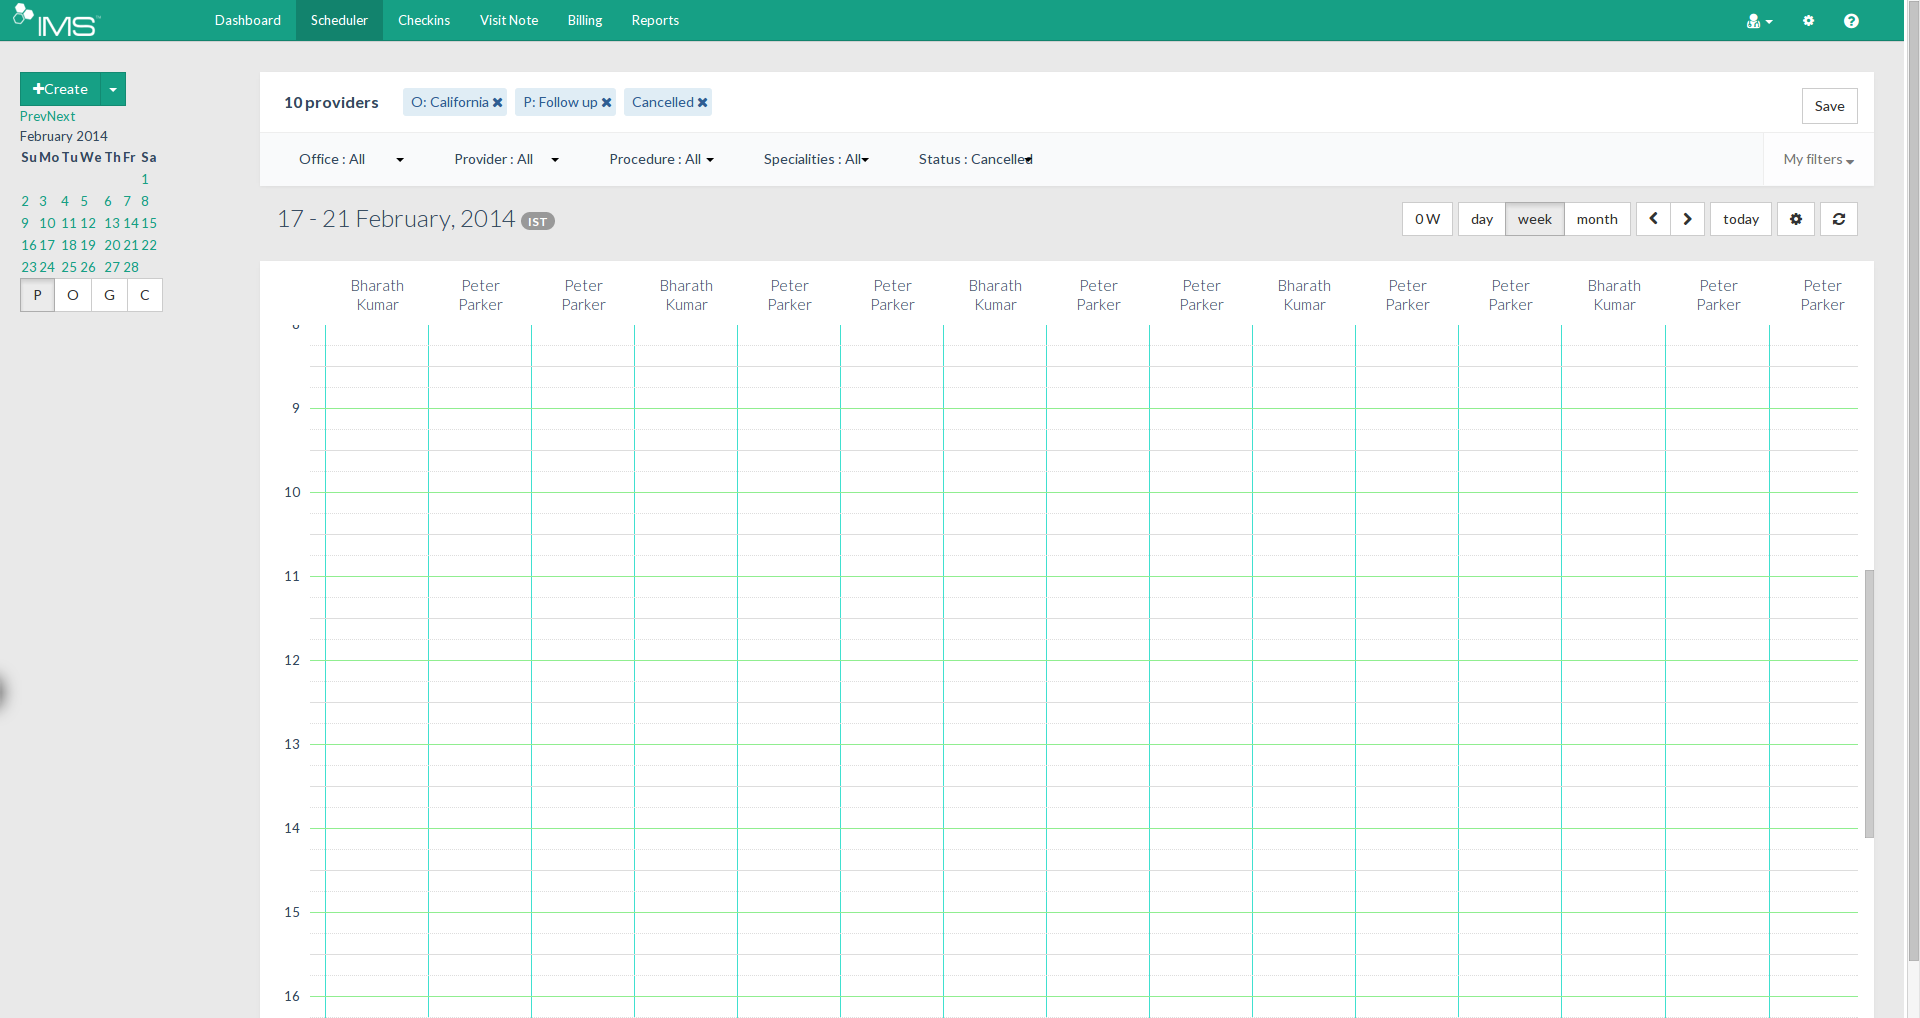 IMS
Dashboard Scheduler Checkins Visit Note Billing Reports
Create
PrevNext
February 2014
Su Mo Tu We Th Fr Sa
1
2 3 4 5 6 7 8
9 10 11 12 13 14 15
16 17 18 19 20 21 22
23 24 25 26 27 28
P O G C
10 providers O: California P: Follow up Cancelled Save
Office : All Provider : All Procedure : All Specialities : All Status : Cancelled My filters
17 - 21 February, 2014 IST 0 W day week month today
Bharath Peter Peter Bharath Peter Peter Bharath Peter Peter Bharath Peter Peter Bharath Peter Peter
Kumar Parker Parker Kumar Parker Parker Kumar Parker Parker Kumar Parker Parker Kumar Parker Parker
9
10
11
12
13
14
15
16